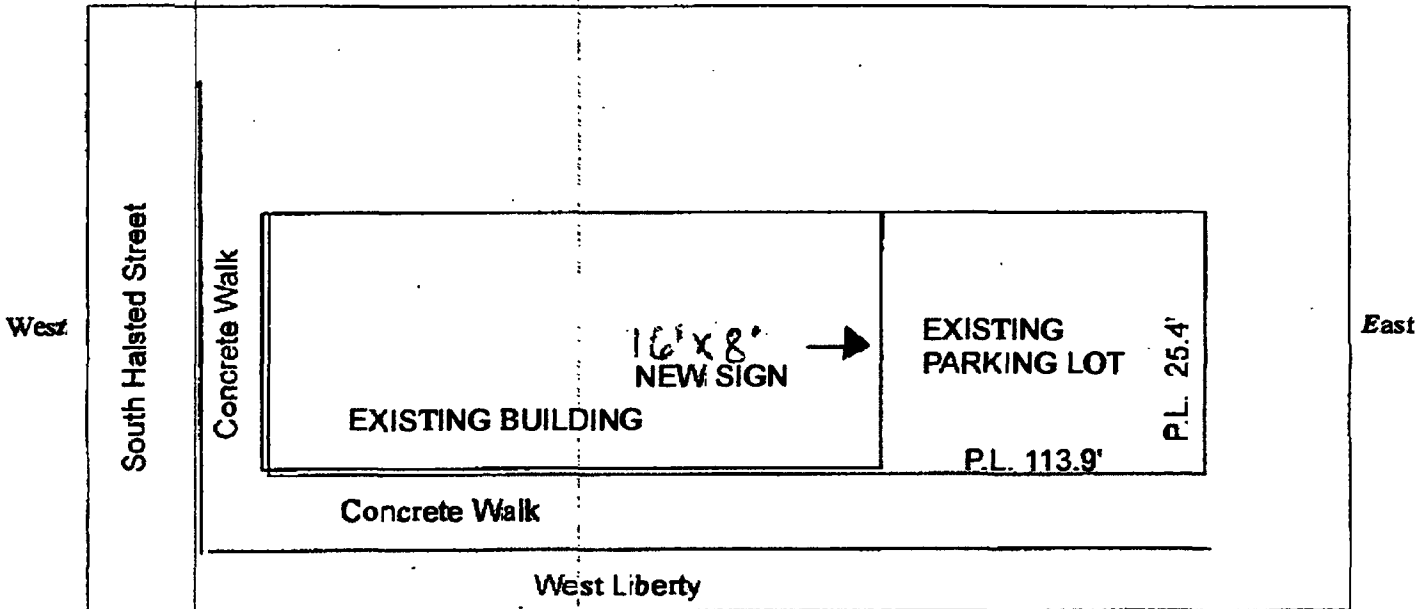 West
South Halsted Street
Concrete Walk
16' X 8'
NEW SIGN
EXISTING BUILDING
EXISTING
PARKING LOT
P.L. 25.4'
P.L. 113.9'
East
Concrete Walk
West Liberty